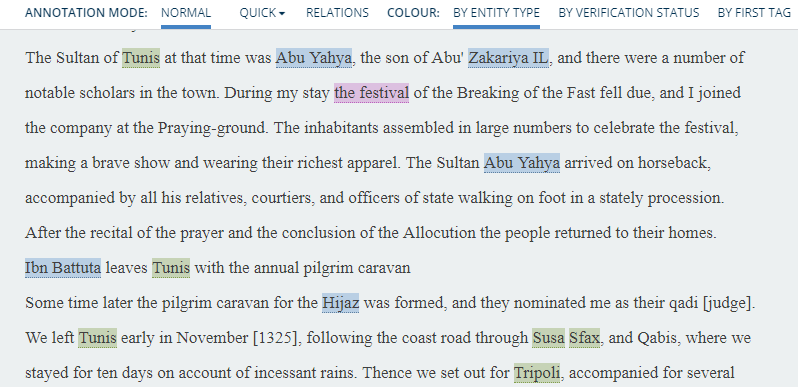 ANNOTATION MODE: NORMAL QUICK RELATIONS COLOUR: BY ENTITY TYPE BY VERIFICATION STATUS BY FIRST TAG
The Sultan of Tunis at that time was Abu Yahya, the son of Abu' Zakariya IL, and there were a number of
notable scholars in the town. During my stay the festival of the Breaking of the Fast fell due, and I joined
the company at the Praying-ground. The inhabitants assembled in large numbers to celebrate the festival,
making a brave show and wearing their richest apparel. The Sultan Abu Yahya arrived on horseback,
accompanied by all his relatives, courtiers, and officers of state walking on foot in a stately procession.
After the recital of the prayer and the conclusion of the Allocution the people returned to their homes.
Ibn Battuta leaves Tunis with the annual pilgrim caravan
Some time later the pilgrim caravan for the Hijaz was formed, and they nominated me as their qadi [judge].
We left Tunis early in November [1325], following the coast road through Susa Sfax, and Qabis, where we
stayed for ten days on account of incessant rains. Thence we set out for Tripoli, accompanied for several